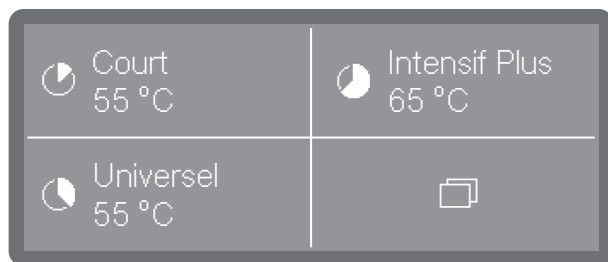 Court
55 °C
Intensif Plus
65 °C
Universel
55 °C